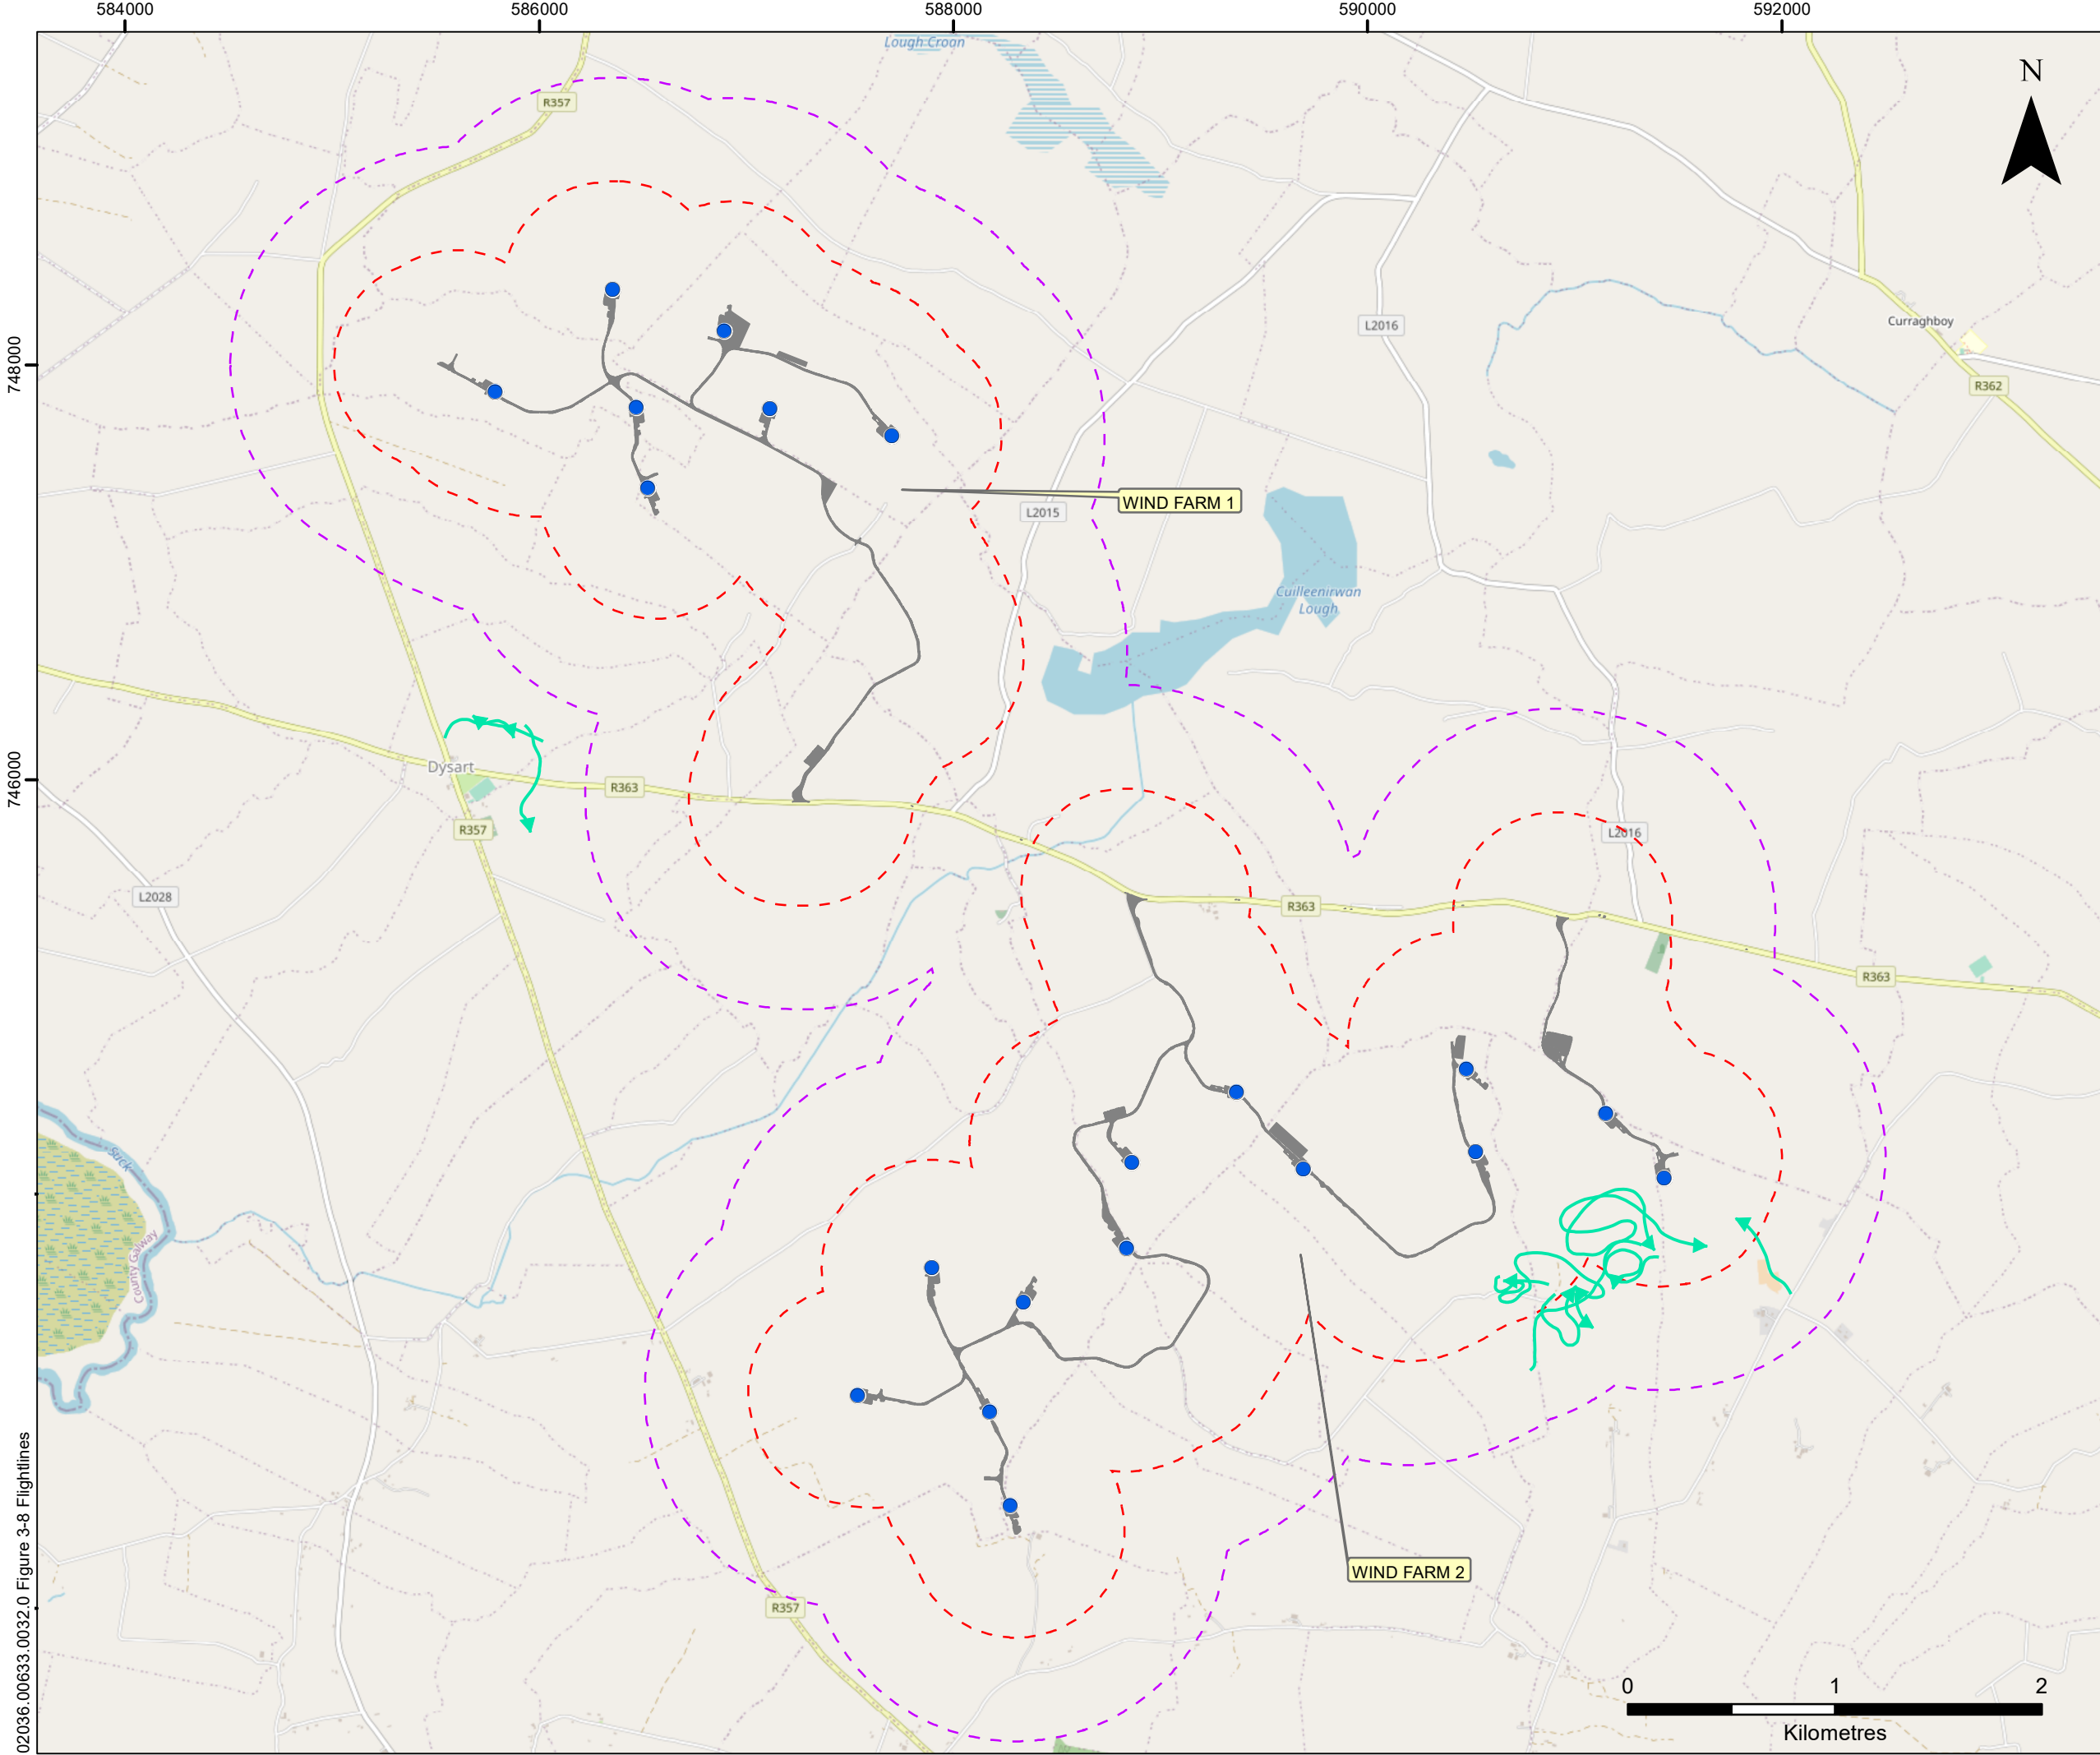 584000
586000
588000
590000
592000
Lough Croan
N
R357
L2016
Curraghboy
748000
R362
WIND FARM 1
L2015
Cuilleenirwan
Lough
746000
Dysart
R363
R357
L2016
L2028
R363
R363
Suck
County Galway
WIND FARM 2
R357
0
1
2
Kilometres
02036.00633.0032.0 Figure 3-8 Flightlines